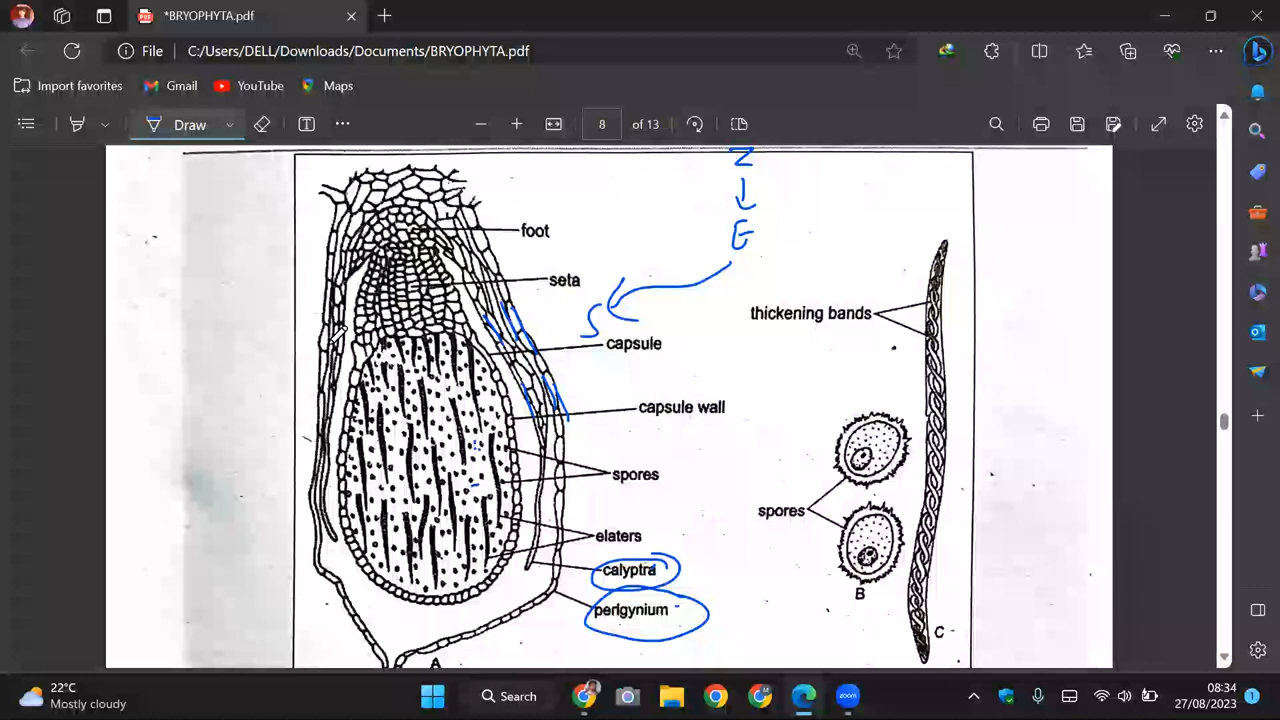 *BRYOPHYTA.pdf
File
C:/Users/DELL/Downloads/Documents/BRYOPHYTA.pdf
Import favorites
Gmail
YouTube
Maps
Draw
8
of 13
Z
E
S
foot
seta
capsule
capsule wall
spores
elaters
calyptra
perigynium
A
thickening bands
spores
B
C
22°C
Mostly cloudy
Search
08:34
27/08/2023
1